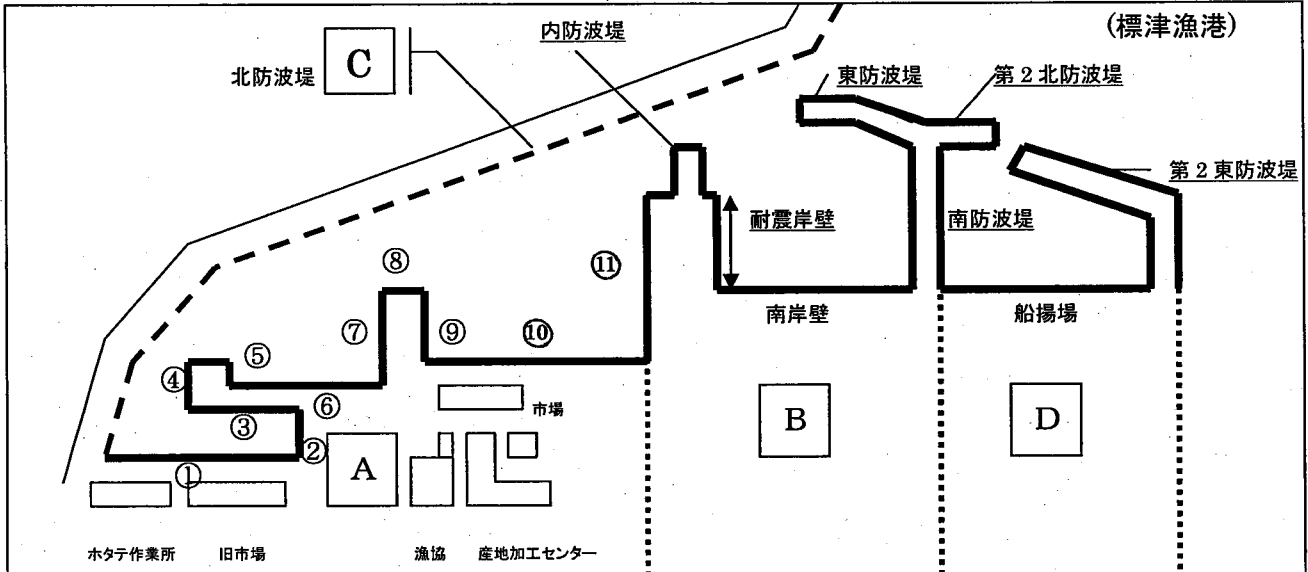 (標津漁港)
内防波堤
C
北防波堤
東防波堤
第2北防波堤
第2東防波堤
耐震岸壁
南防波堤
⑧
⑪
⑦
⑨
⑩
南岸壁
船揚場
⑤
④
⑥
③
②
①
市場
A
B
D
ホタテ作業所
旧市場
漁協
産地加工センター